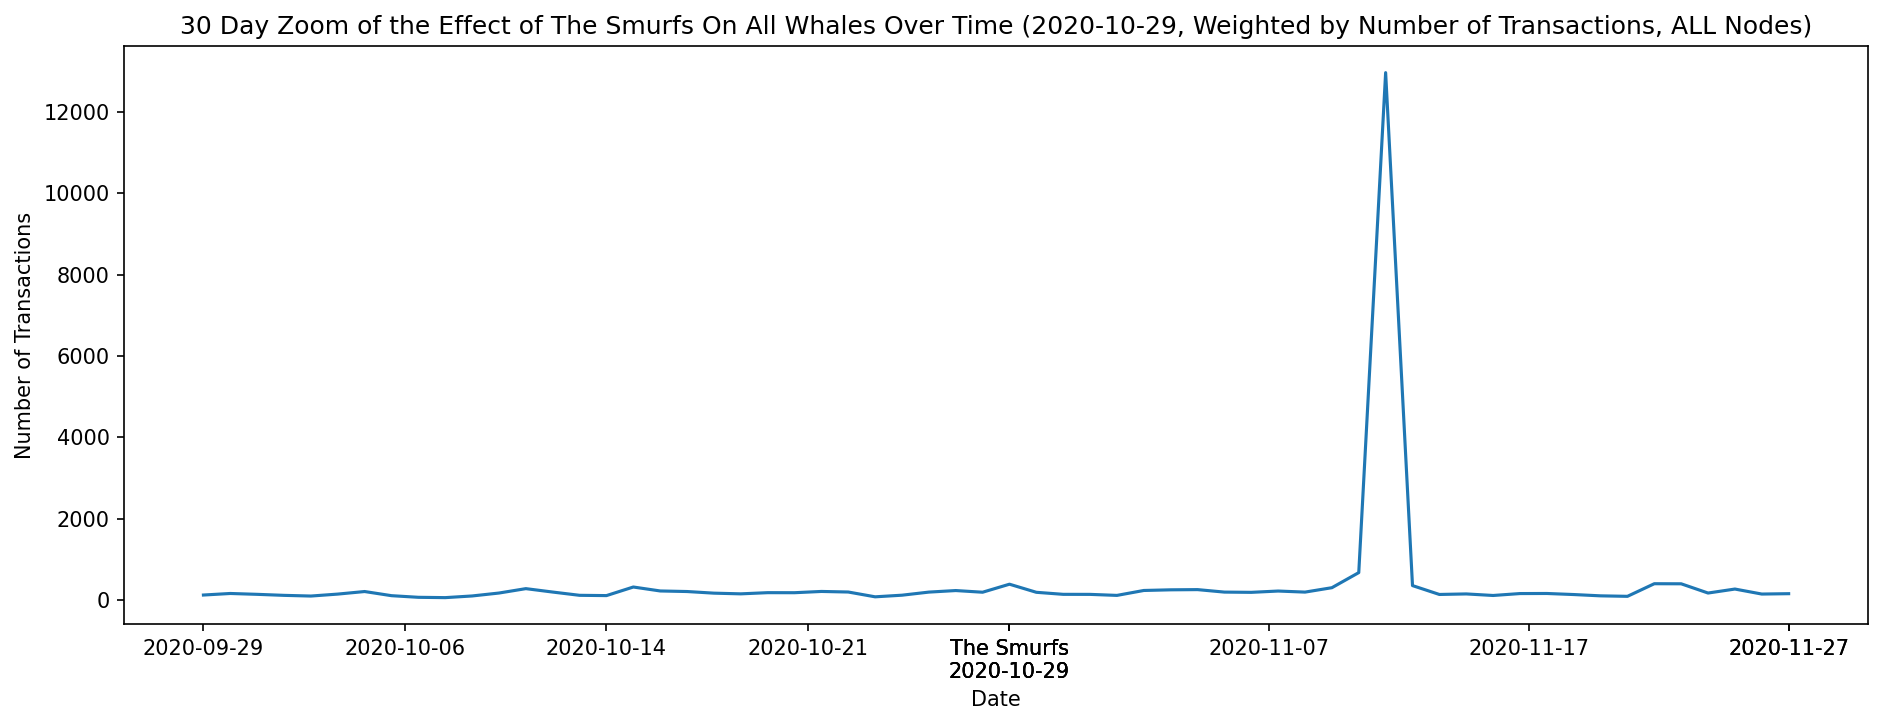 30 Day Zoom of the Effect of The Smurfs On All Whales Over Time (2020-10-29, Weighted by Number of Transactions, ALL Nodes)
Number of Transactions
12000
10000
8000
6000
4000
2000
0
2020-09-29 2020-10-06 2020-10-14 2020-10-21 The Smurfs 2020-11-07 2020-11-17 2020-11-27
2020-10-29
Date